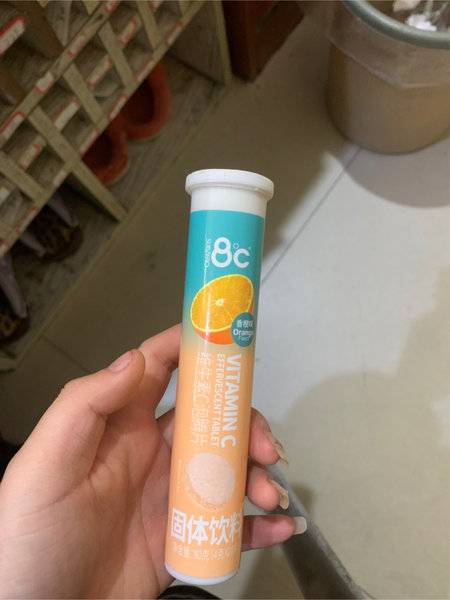 8°C
香橙味
Orange
VITAMIN C
EFFERVESCENT TABLET
维生素C泡腾片
固体饮料